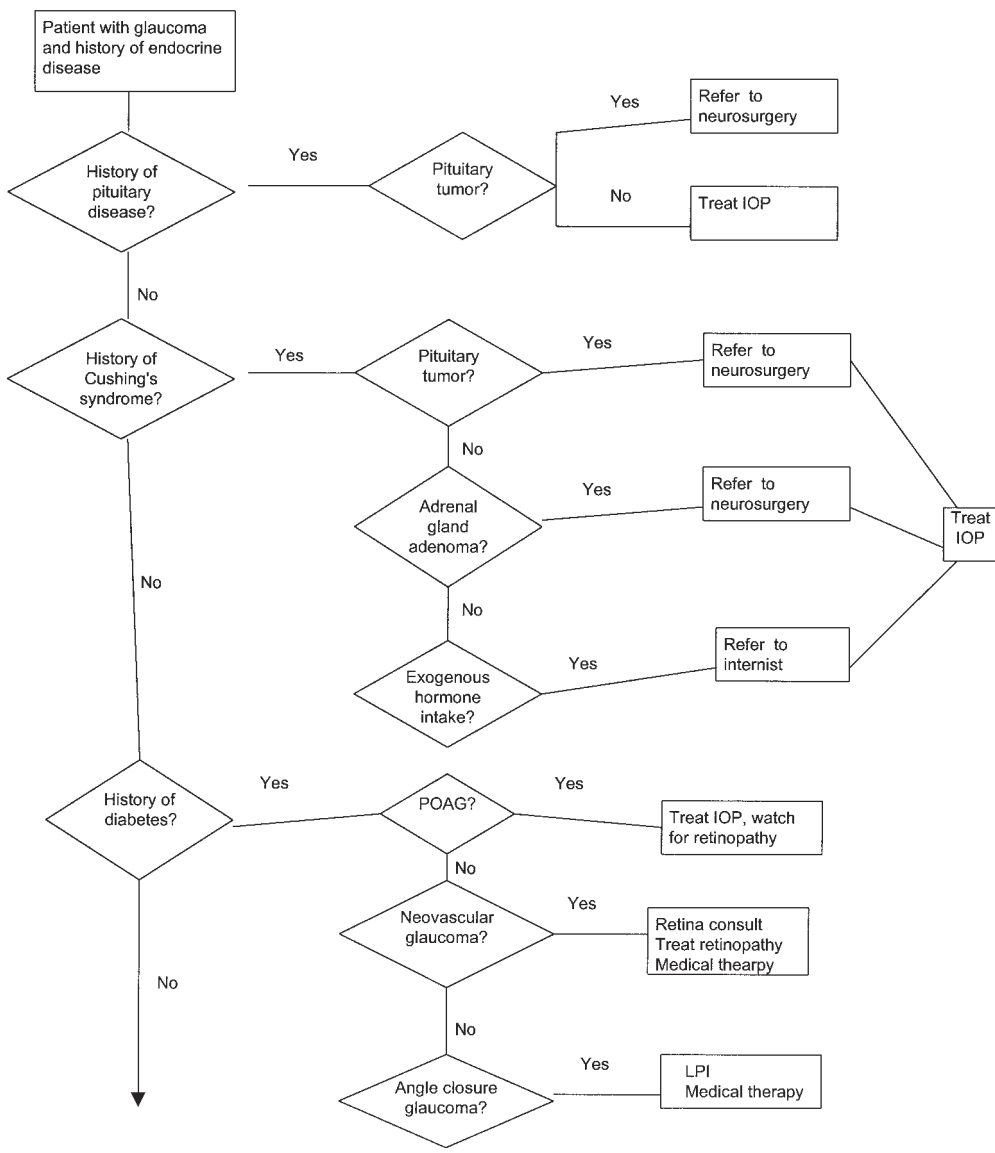 Patient with glaucoma
and history of endocrine
disease
History of
pituitary
disease?
Yes
Pituitary
tumor?
Yes
Refer to
neurosurgery
No
Treat IOP
No
History of
Cushing's
syndrome?
Yes
Pituitary
tumor?
Yes
Refer to
neurosurgery
No
Adrenal
gland
adenoma?
Yes
Refer to
neurosurgery
Treat
IOP
No
Exogenous
hormone
intake?
Yes
Refer to
internist
No
History of
diabetes?
Yes
POAG?
Yes
Treat IOP, watch
for retinopathy
No
Neovascular
glaucoma?
Yes
Retina consult
Treat retinopathy
Medical thearpy
No
No
Angle closure
glaucoma?
Yes
LPI
Medical therapy